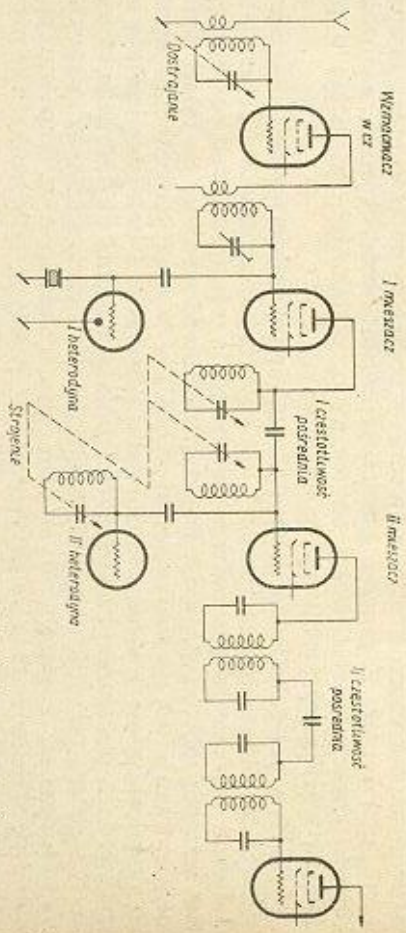 Wzmacniacz
w cz
I mieszacz
II mieszacz
Dostrajanie
I częstotliwość
pośrednia
II częstotliwość
pośrednia
I heterodyna
II heterodyna
Strojenie